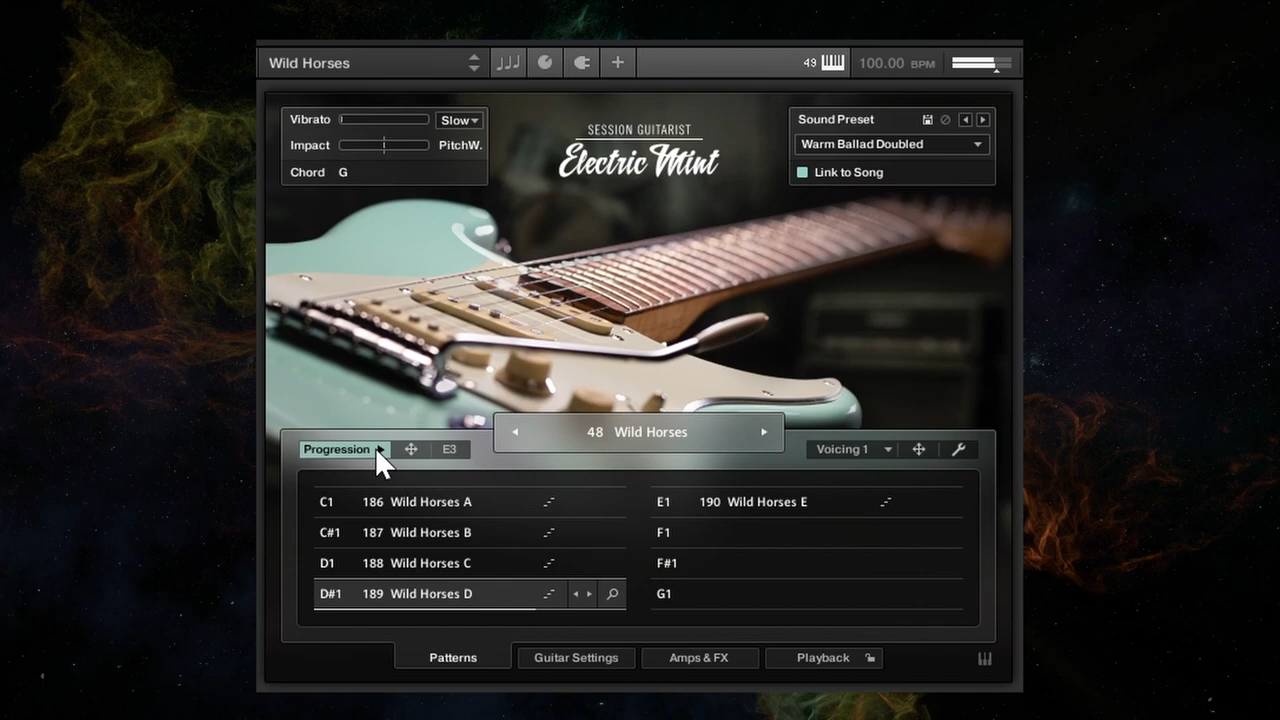 Wild Horses
49
100.00 BPM
Vibrato Slow
Impact PitchW.
Chord G
SESSION GUITARIST
Electric Mint
Sound Preset
Warm Ballad Doubled
Link to Song
48 Wild Horses
Progression E3
Voicing 1
C1 186 Wild Horses A
C#1 187 Wild Horses B
D1 188 Wild Horses C
D#1 189 Wild Horses D
E1 190 Wild Horses E
F1
F#1
G1
Patterns Guitar Settings Amps & FX Playback